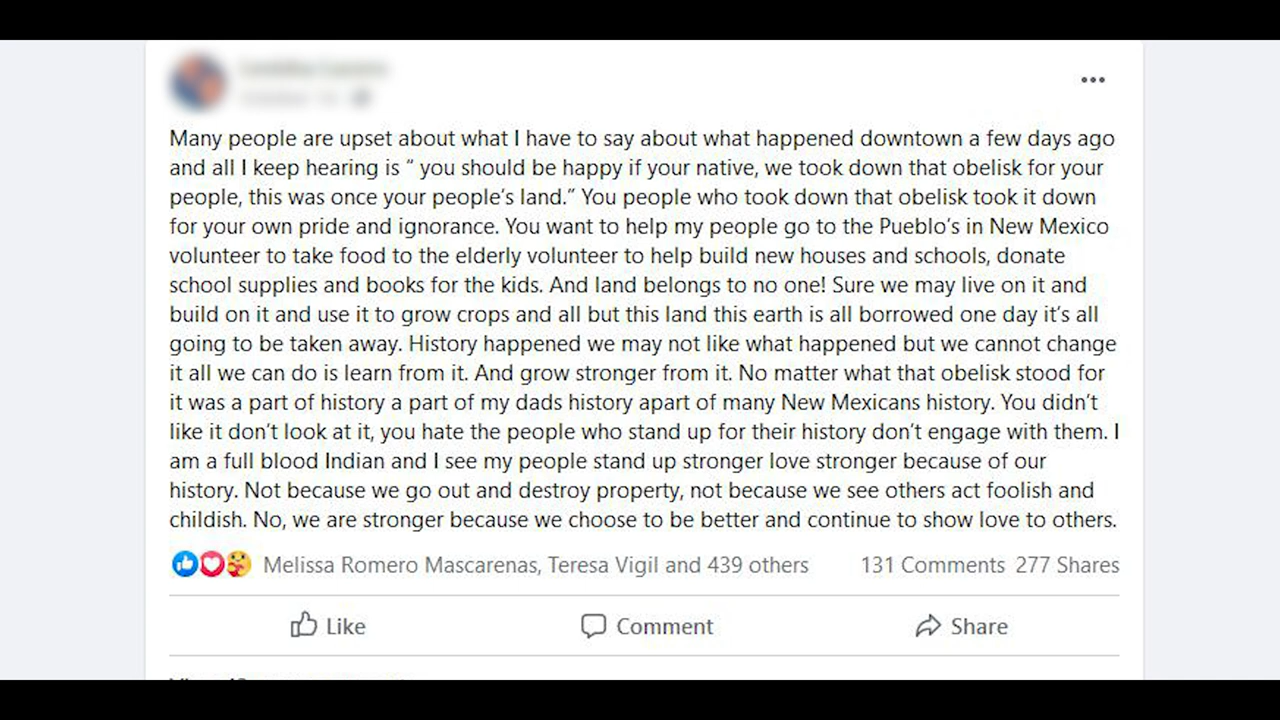 Many people are upset about what I have to say about what happened downtown a few days ago
and all I keep hearing is “ you should be happy if your native, we took down that obelisk for your
people, this was once your people’s land.” You people who took down that obelisk took it down
for your own pride and ignorance. You want to help my people go to the Pueblo’s in New Mexico
volunteer to take food to the elderly volunteer to help build new houses and schools, donate
school supplies and books for the kids. And land belongs to no one! Sure we may live on it and
build on it and use it to grow crops and all but this land this earth is all borrowed one day it’s all
going to be taken away. History happened we may not like what happened but we cannot change
it all we can do is learn from it. And grow stronger from it. No matter what that obelisk stood for
it was a part of history a part of my dads history apart of many New Mexicans history. You didn’t
like it don’t look at it, you hate the people who stand up for their history don’t engage with them. I
am a full blood Indian and I see my people stand up stronger love stronger because of our
history. Not because we go out and destroy property, not because we see others act foolish and
childish. No, we are stronger because we choose to be better and continue to show love to others.
Melissa Romero Mascarenas, Teresa Vigil and 439 others 131 Comments 277 Shares
Like Comment Share